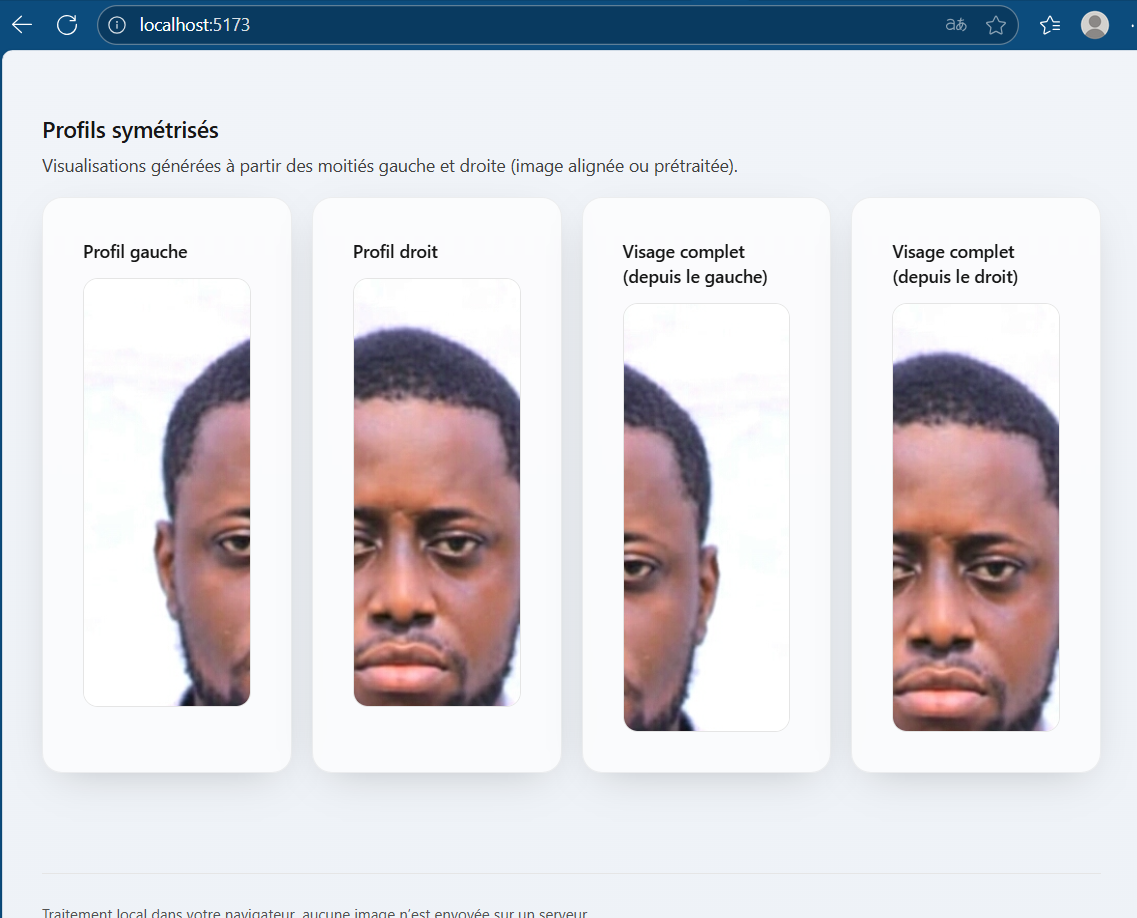 localhost:5173
Profils symétrisés
Visualisations générées à partir des moitiés gauche et droite (image alignée ou prétraitée).
Profil gauche
Profil droit
Visage complet
(depuis le gauche)
Visage complet
(depuis le droit)
Traitement local dans votre navigateur, aucune image n’est envoyée sur un serveur